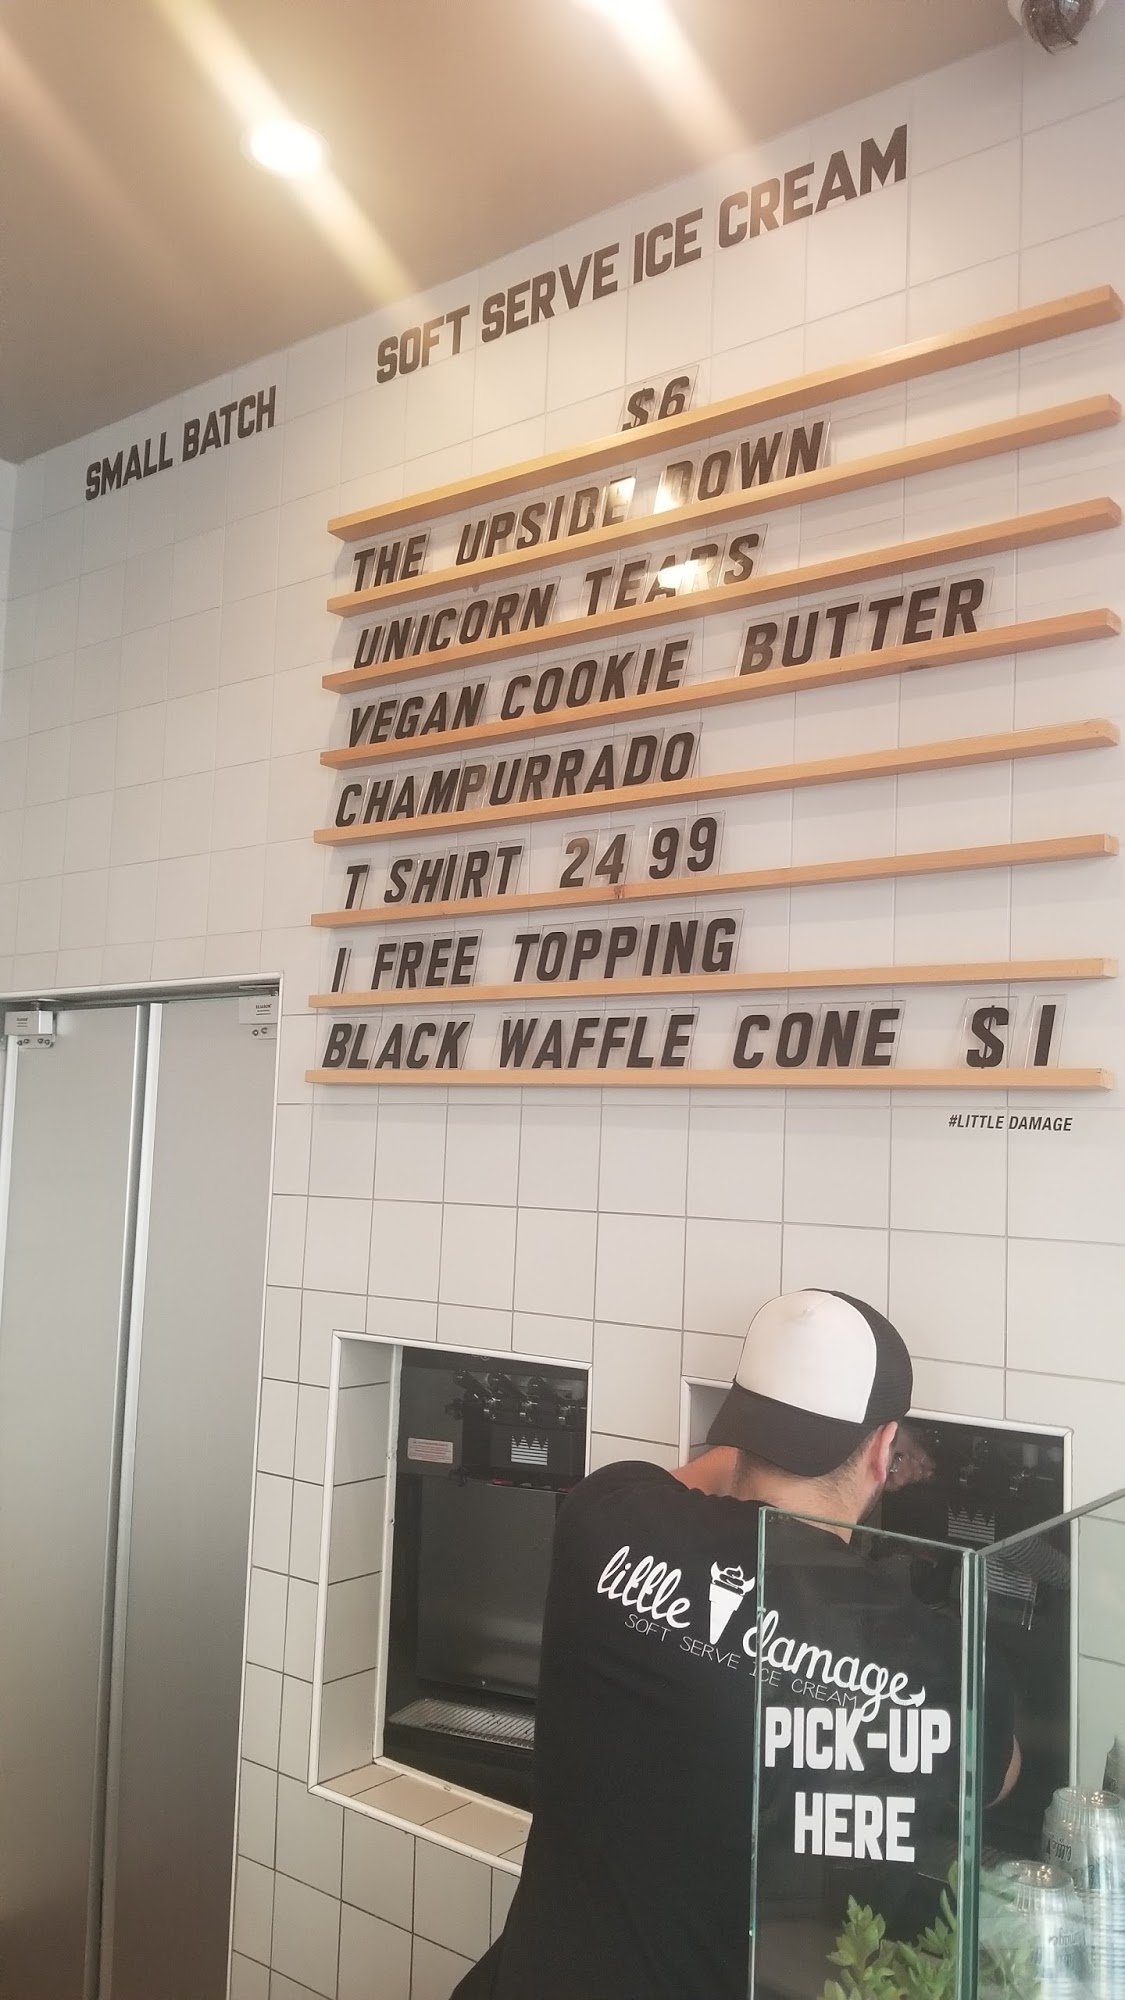 SMALL BATCH
SOFT SERVE ICE CREAM
$6
THE UPSIDE DOWN
UNICORN TEARS
VEGAN COOKIE BUTTER
CHAMPURRADO
T SHIRT 24 99
1 FREE TOPPING
BLACK WAFFLE CONE $1
#LITTLE DAMAGE
little damage
SOFT SERVE ICE CREAM
PICK-UP
HERE